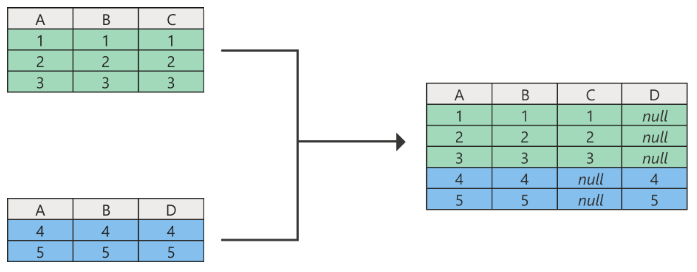 A B C
1 1 1
2 2 2
3 3 3
A B D
4 4 4
5 5 5
A B C D
1 1 1 null
2 2 2 null
3 3 3 null
4 4 null 4
5 5 null 5